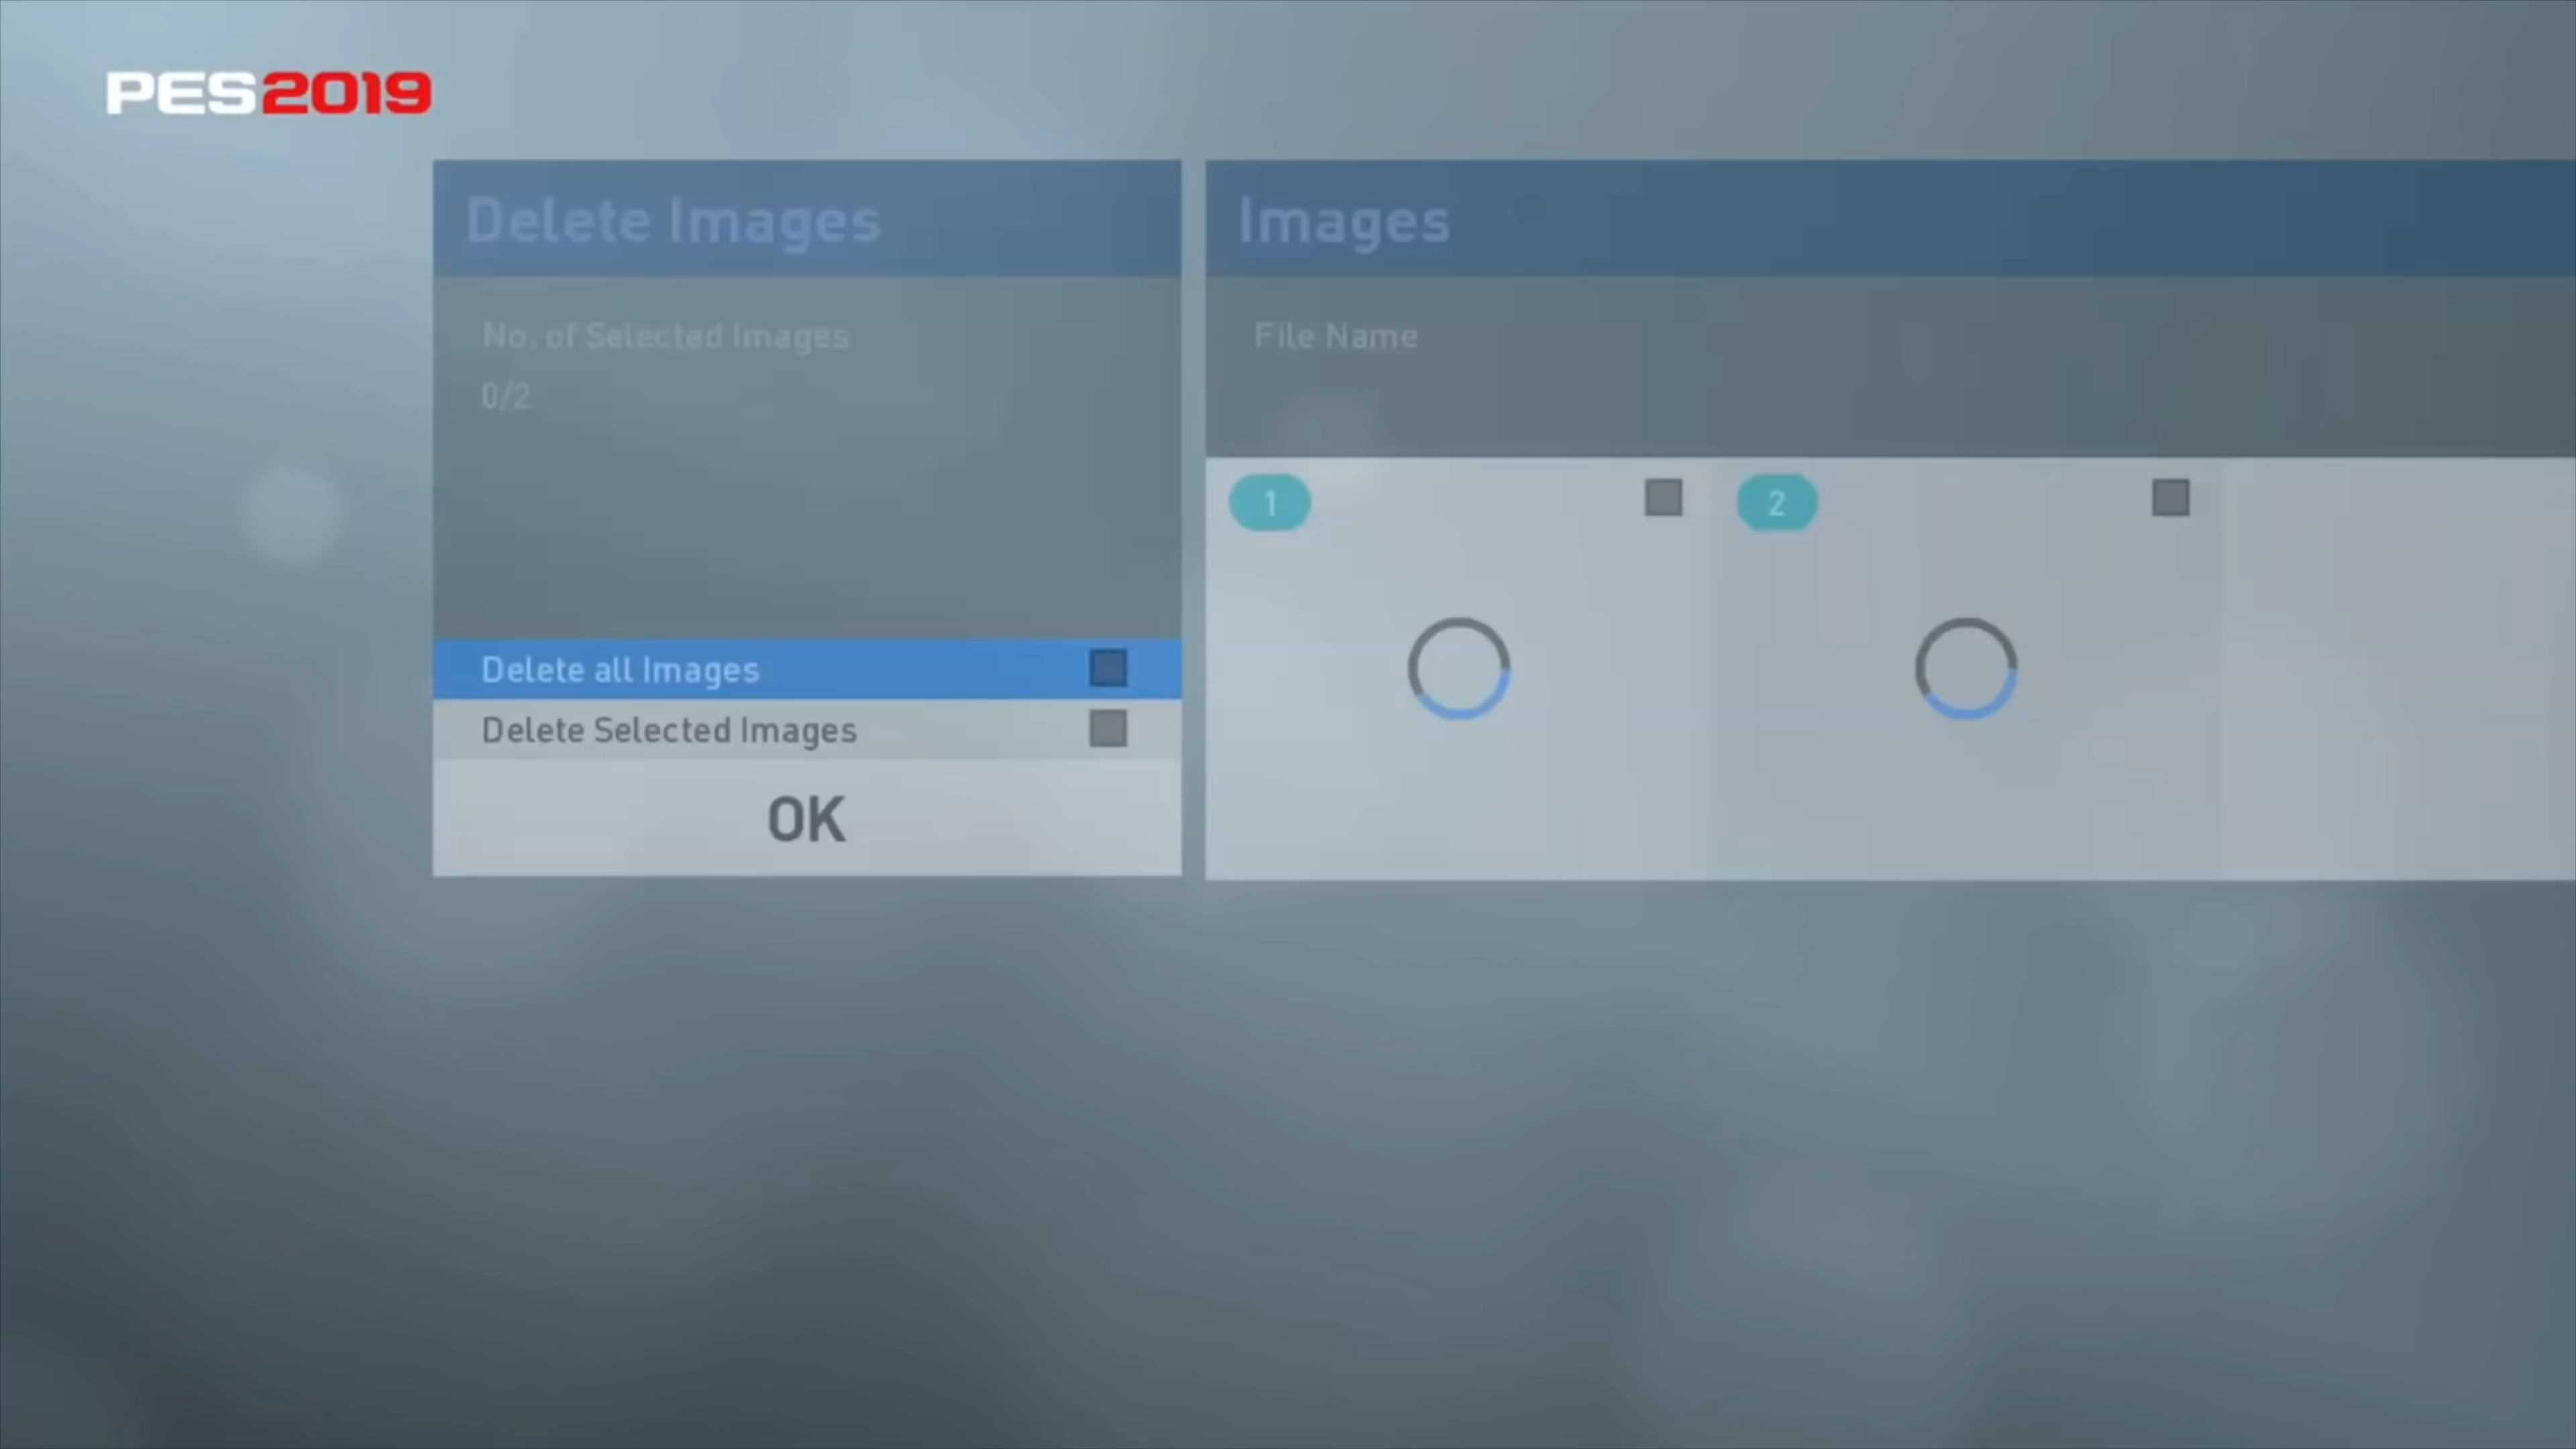 PES2019
Delete Images
No. of Selected Images
0/2
Delete all Images
Delete Selected Images
OK
Images
File Name
1
2